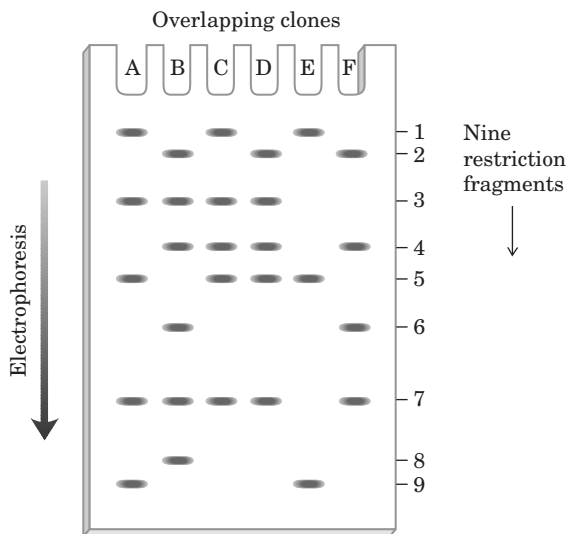 Overlapping clones
A B C D E F
1
2
3
4
5
6
7
8
9
Nine
restriction
fragments
Electrophoresis